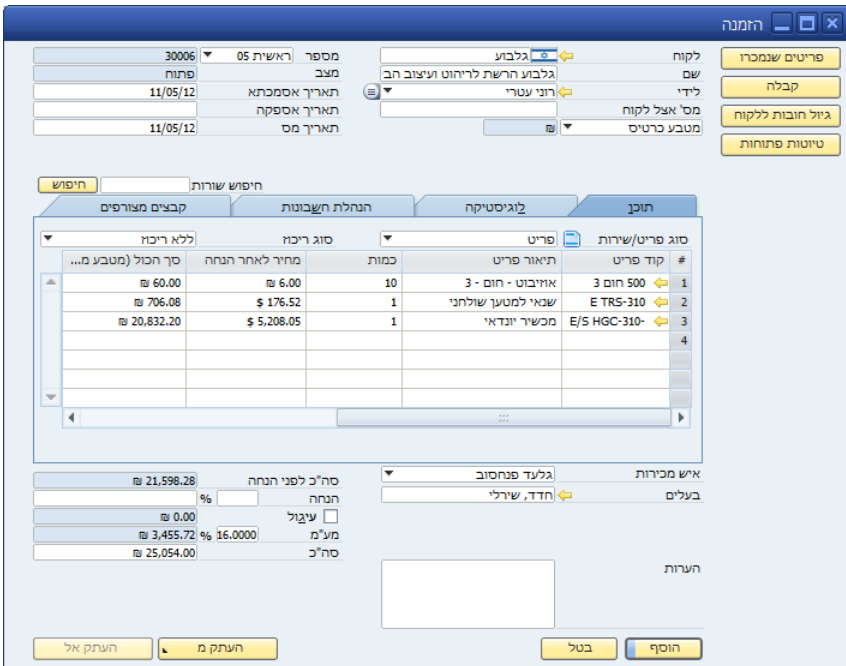 הזמנה
פריטים שנמכרו
קבלה
גיול חובות ללקוח
טיוטות פתוחות
לקוח גלבוע
שם גלבוע הרשת לריהוט ועיצוב הב
לידי רוני עטרי
מס' אצל לקוח
מטבע כרטיס ₪
מספר ראשית 05 30006
מצב פתוח
תאריך אסמכתא 11/05/12
תאריך אספקה
תאריך מס 11/05/12
חיפוש שורות חיפוש
תוכן לוגיסטיקה הנהלת חשבונות קבצים מצורפים
סוג פריט/שירות פריט סוג ריכוז ללא ריכוז
# קוד פריט תיאור פריט כמות מחיר לאחר הנחה סך הכול (מטבע מ...
1 500 חום 3 אוזיבוט - חום - 3 10 ₪ 6.00 ₪ 60.00
2 E TRS-310 שנאי למטען שולחני 1 $ 176.52 ₪ 706.08
3 E/S HGC-310- מכשיר יונדאי 1 $ 5,208.05 ₪ 20,832.20
4
איש מכירות גלעד פנחסוב
בעלים חדד, שירלי
הערות
סה"כ לפני הנחה ₪ 21,598.28
הנחה %
עיגול ₪ 0.00
מע"מ 16.0000 % ₪ 3,455.72
סה"כ ₪ 25,054.00
הוסף בטל העתק מ העתק אל